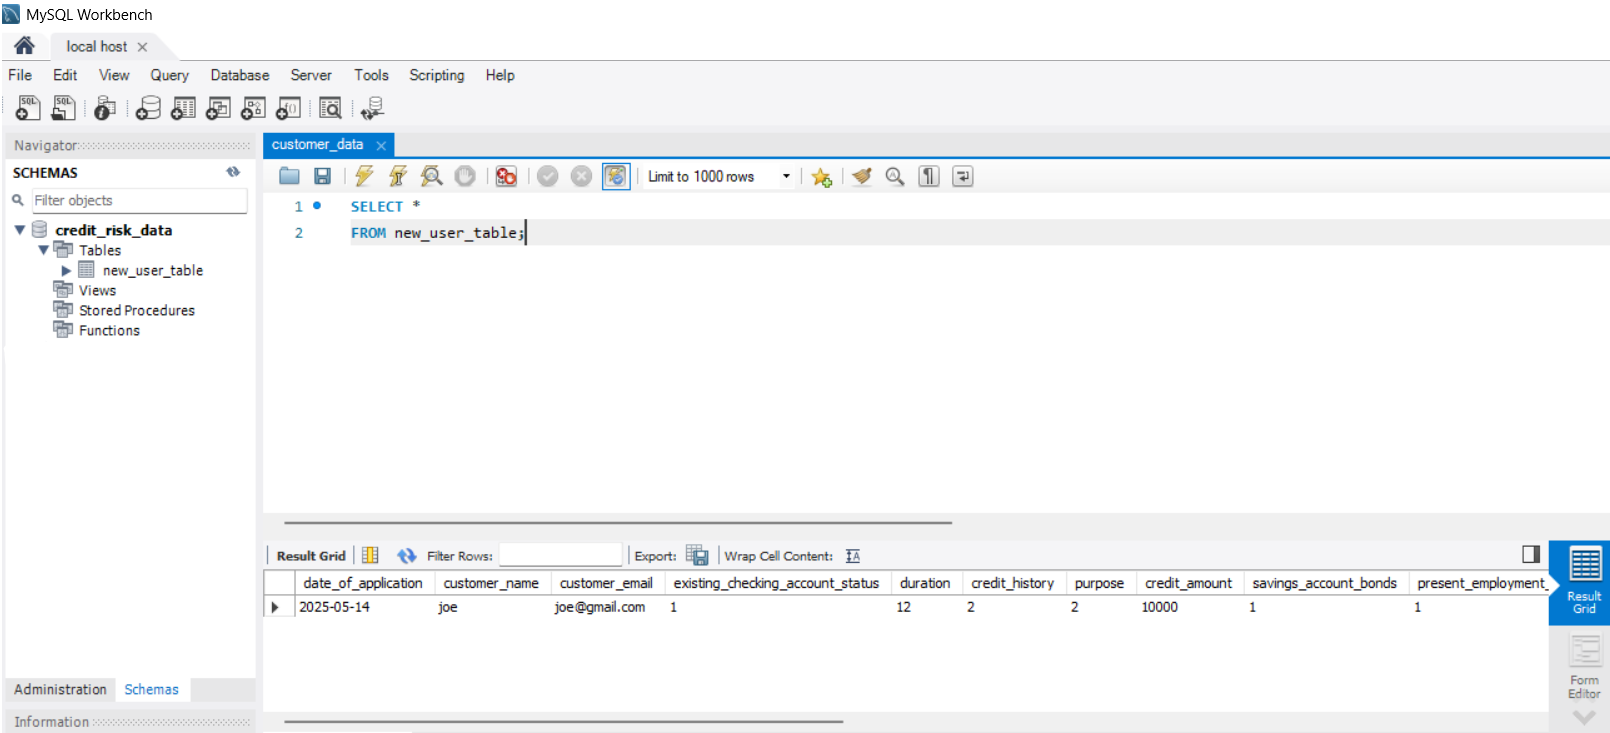 MySQL Workbench
local host
File Edit View Query Database Server Tools Scripting Help
Navigator
SCHEMAS
Filter objects
credit_risk_data
Tables
new_user_table
Views
Stored Procedures
Functions
Administration Schemas
Information
customer_data
Limit to 1000 rows
1 SELECT *
2 FROM new_user_table;
Result Grid Filter Rows: Export: Wrap Cell Content:
date_of_application customer_name customer_email existing_checking_account_status duration credit_history purpose credit_amount savings_account_bonds present_employment_
2025-05-14 joe joe@gmail.com 1 12 2 2 10000 1 1
Result
Grid
Form
Editor